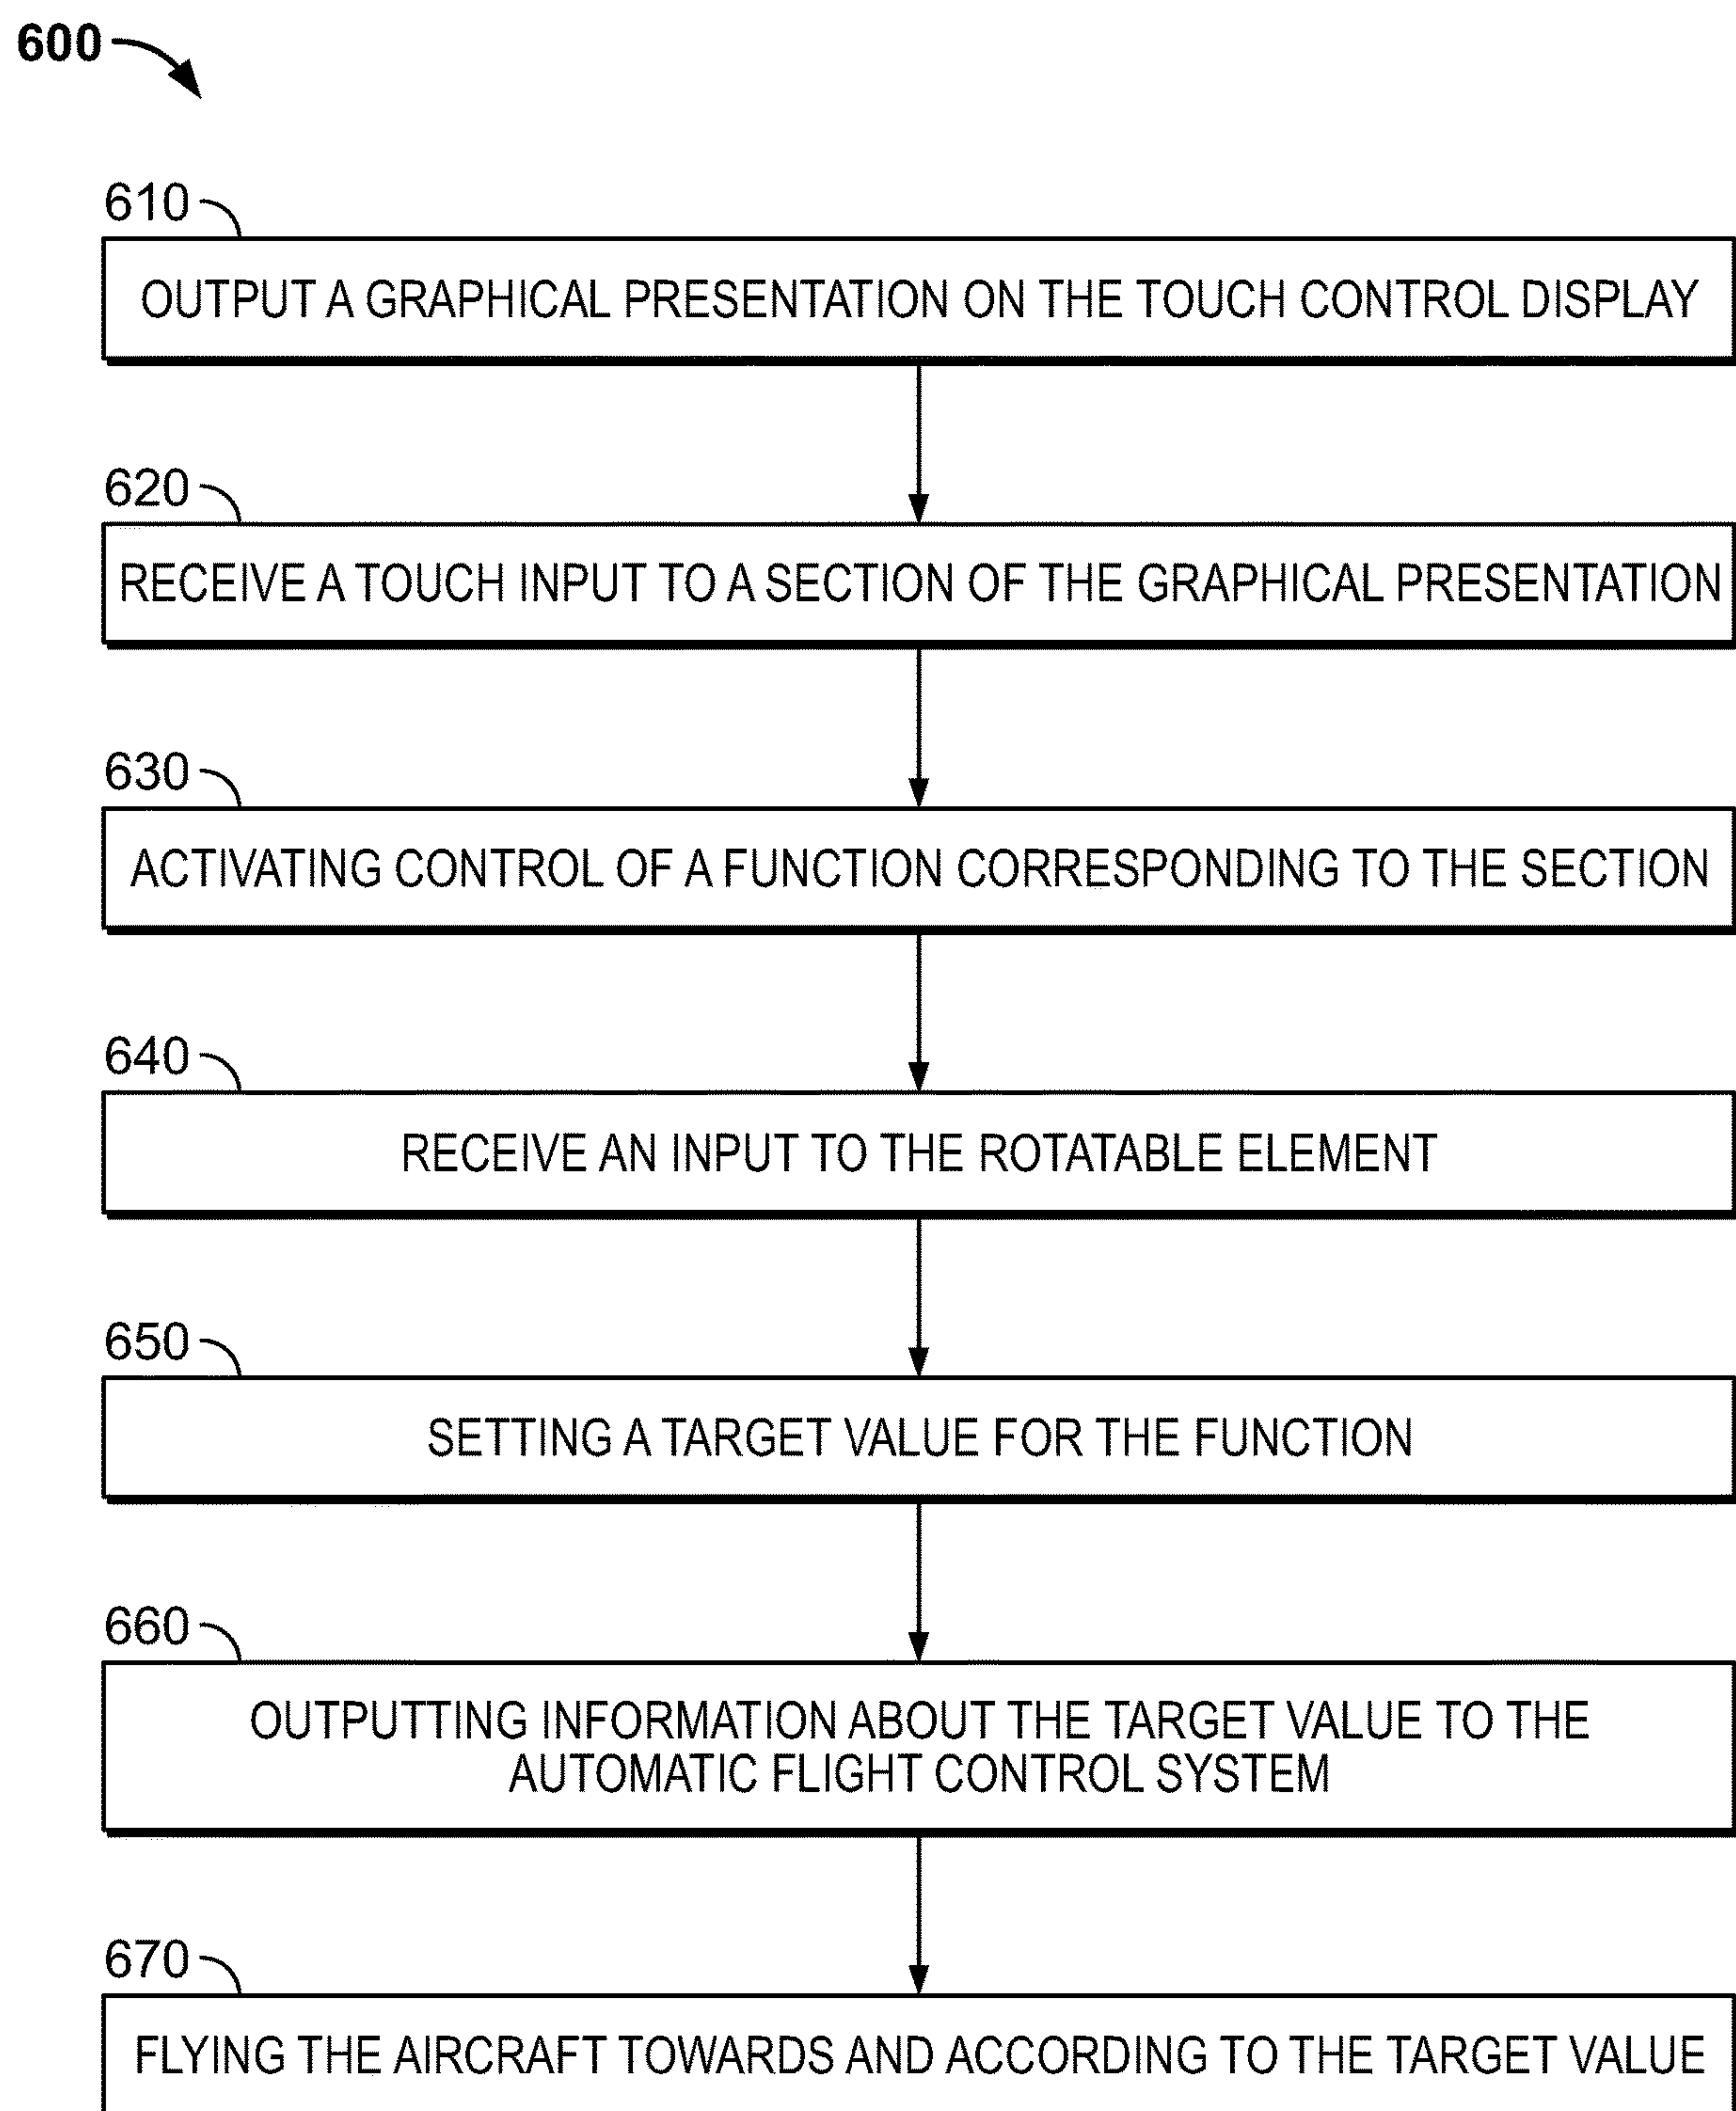 600
610
OUTPUT A GRAPHICAL PRESENTATION ON THE TOUCH CONTROL DISPLAY
620
RECEIVE A TOUCH INPUT TO A SECTION OF THE GRAPHICAL PRESENTATION
630
ACTIVATING CONTROL OF A FUNCTION CORRESPONDING TO THE SECTION
640
RECEIVE AN INPUT TO THE ROTATABLE ELEMENT
650
SETTING A TARGET VALUE FOR THE FUNCTION
660
OUTPUTTING INFORMATION ABOUT THE TARGET VALUE TO THE
AUTOMATIC FLIGHT CONTROL SYSTEM
670
FLYING THE AIRCRAFT TOWARDS AND ACCORDING TO THE TARGET VALUE